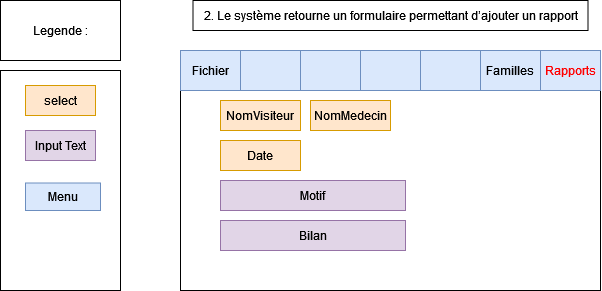 Legende :
2. Le système retourne un formulaire permettant d'ajouter un rapport
Fichier
Familles
Rapports
select
Input Text
Menu
NomVisiteur
NomMedecin
Date
Motif
Bilan